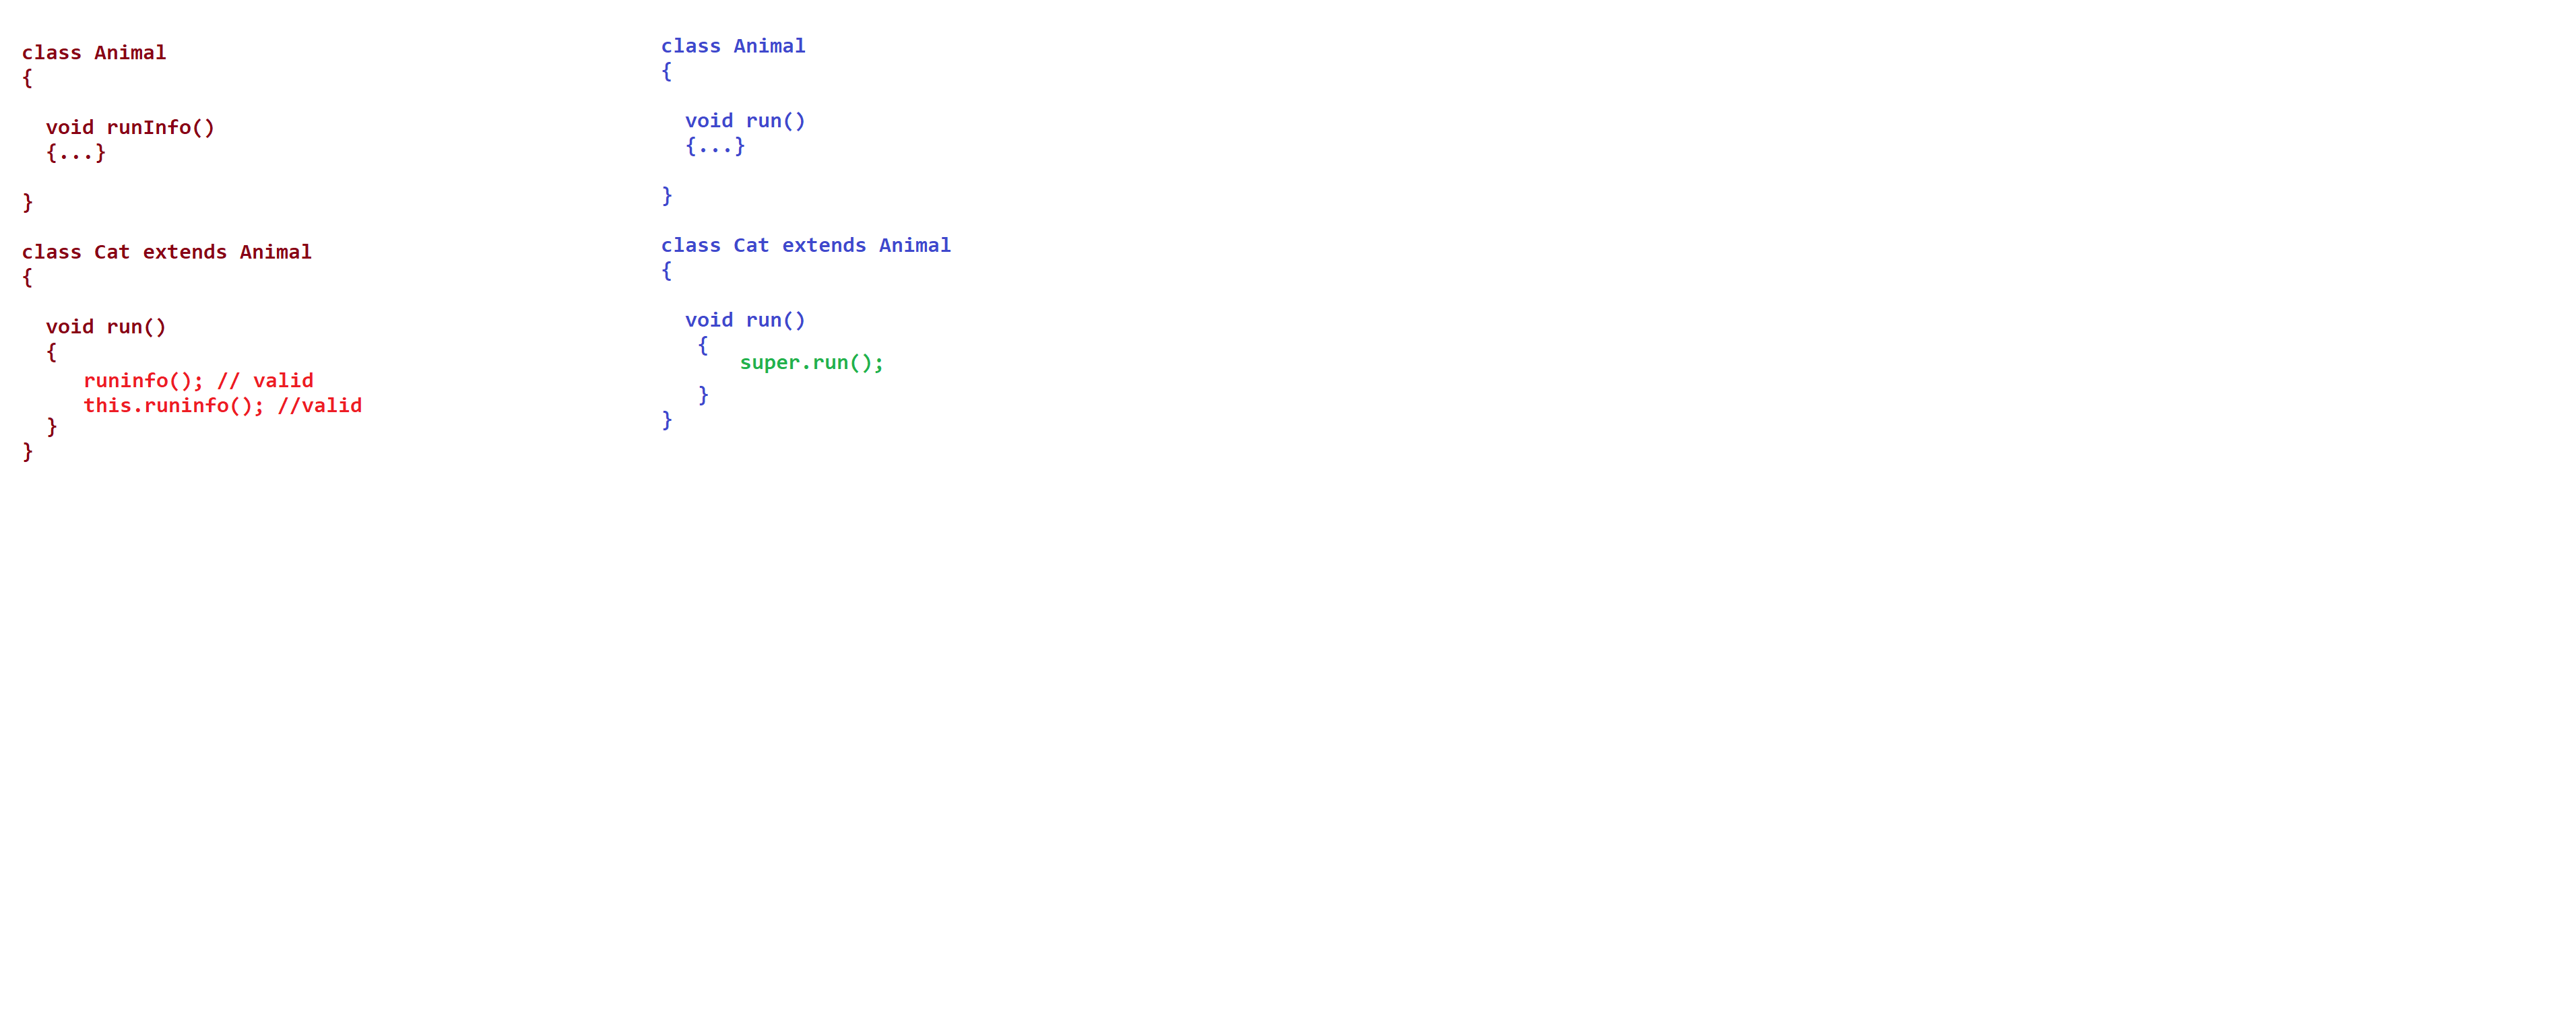 class Animal
{
void runInfo()
{...}
}
class Cat extends Animal
{
void run()
{
runinfo(); // valid
this.runinfo(); //valid
}
}
class Animal
{
void run()
{...}
}
class Cat extends Animal
{
void run()
{
super.run();
}
}